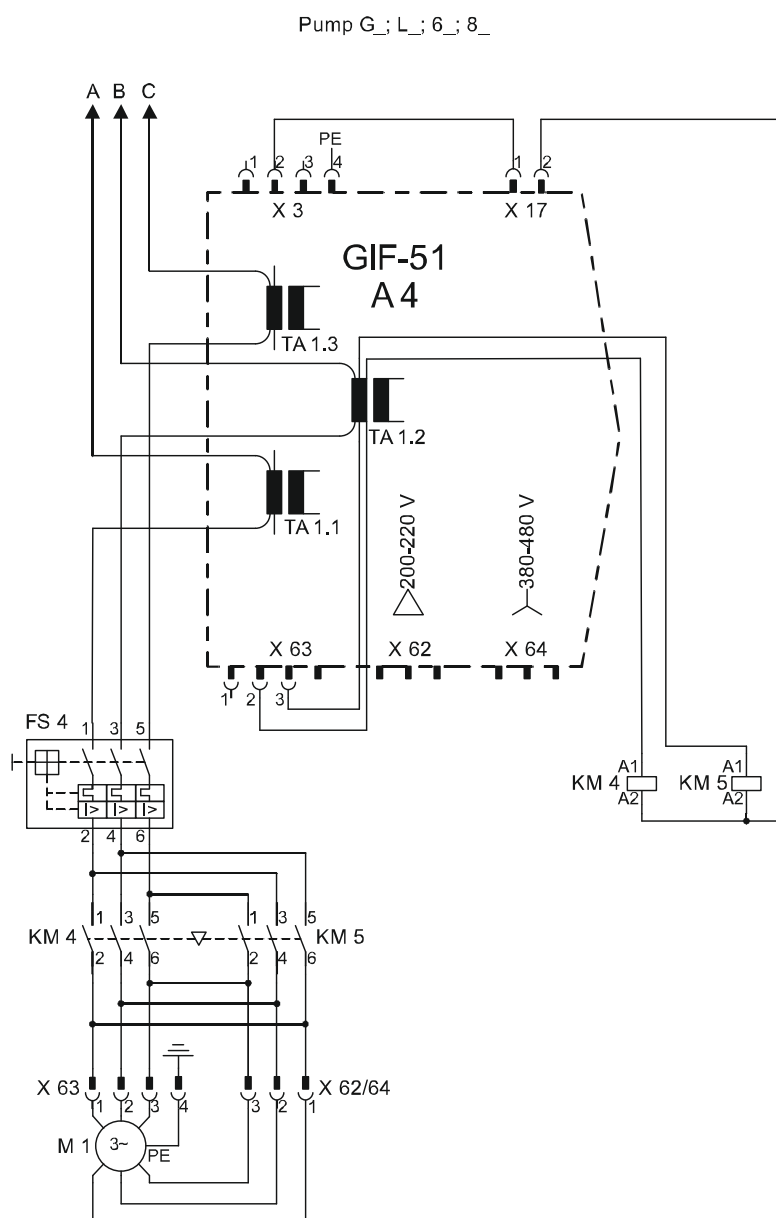 Pump G_; L_; 6_; 8_
A B C
PE
1 2 3 4 1 2
X 3 X 17
GIF-51
A 4
TA 1.3
TA 1.2
TA 1.1
200-220 V 380-480 V
X 63 X 62 X 64
1 2 3
FS 4 1 3 5
I> I> I>
2 4 6
KM 4 A1 A2 KM 5 A1 A2
1 3 5 1 3 5
KM 4 KM 5
2 4 6 2 4 6
X 63 X 62/64
1 2 3 4 3 2 1
M 1 3~ PE